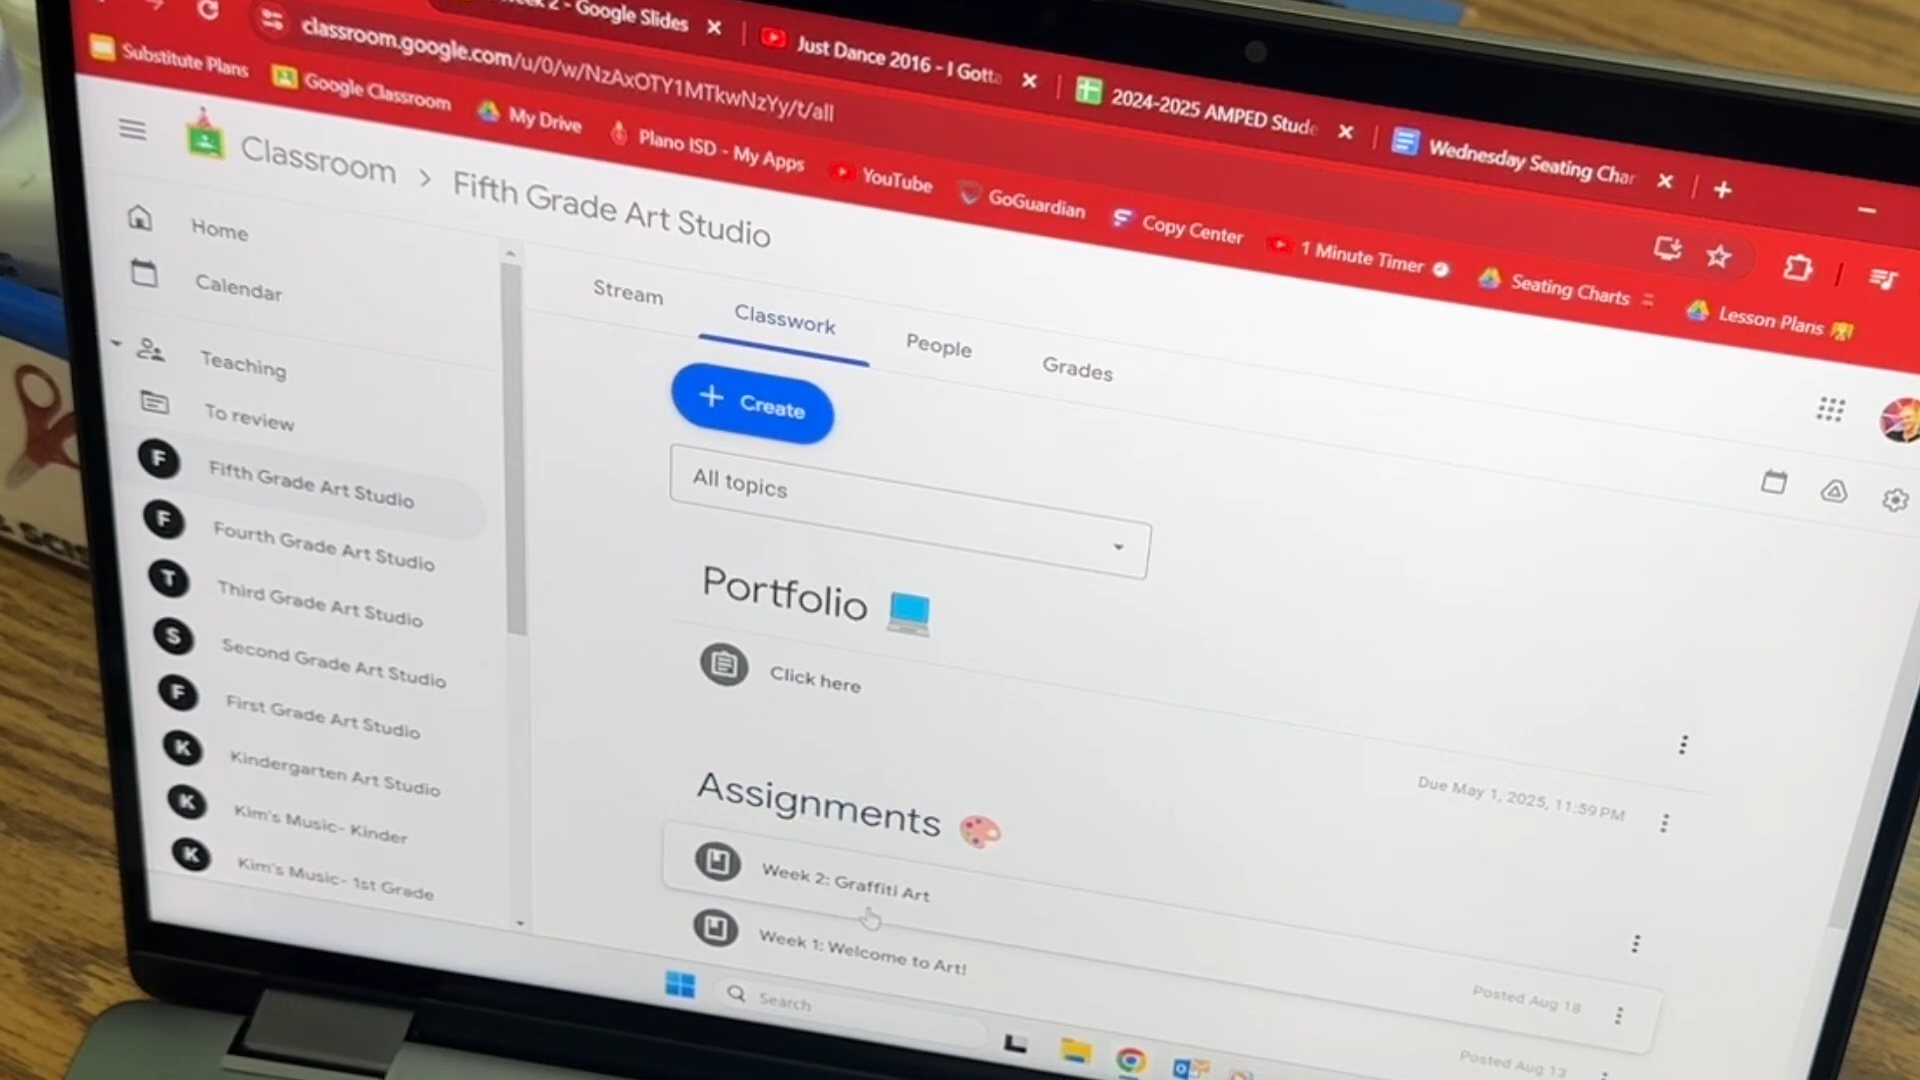 2 - Google Slides
Just Dance 2016 - I Gotta
2024-2025 AMPED Stude
Wednesday Seating Char
classroom.google.com/u/0/w/NzAxOTY1MTkwNzYy/t/all
Substitute Plans
Google Classroom
My Drive
Plano ISD - My Apps
YouTube
GoGuardian
Copy Center
1 Minute Timer
Seating Charts
Lesson Plans
Classroom > Fifth Grade Art Studio
Home
Calendar
Teaching
To review
F Fifth Grade Art Studio
F Fourth Grade Art Studio
T Third Grade Art Studio
S Second Grade Art Studio
F First Grade Art Studio
K Kindergarten Art Studio
K Kim's Music- Kinder
K Kim's Music- 1st Grade
Stream
Classwork
People
Grades
+ Create
All topics
Portfolio
Click here
Due May 1, 2025, 11:59 PM
Assignments
Week 2: Graffiti Art
Posted Aug 18
Week 1: Welcome to Art!
Posted Aug 13
Search